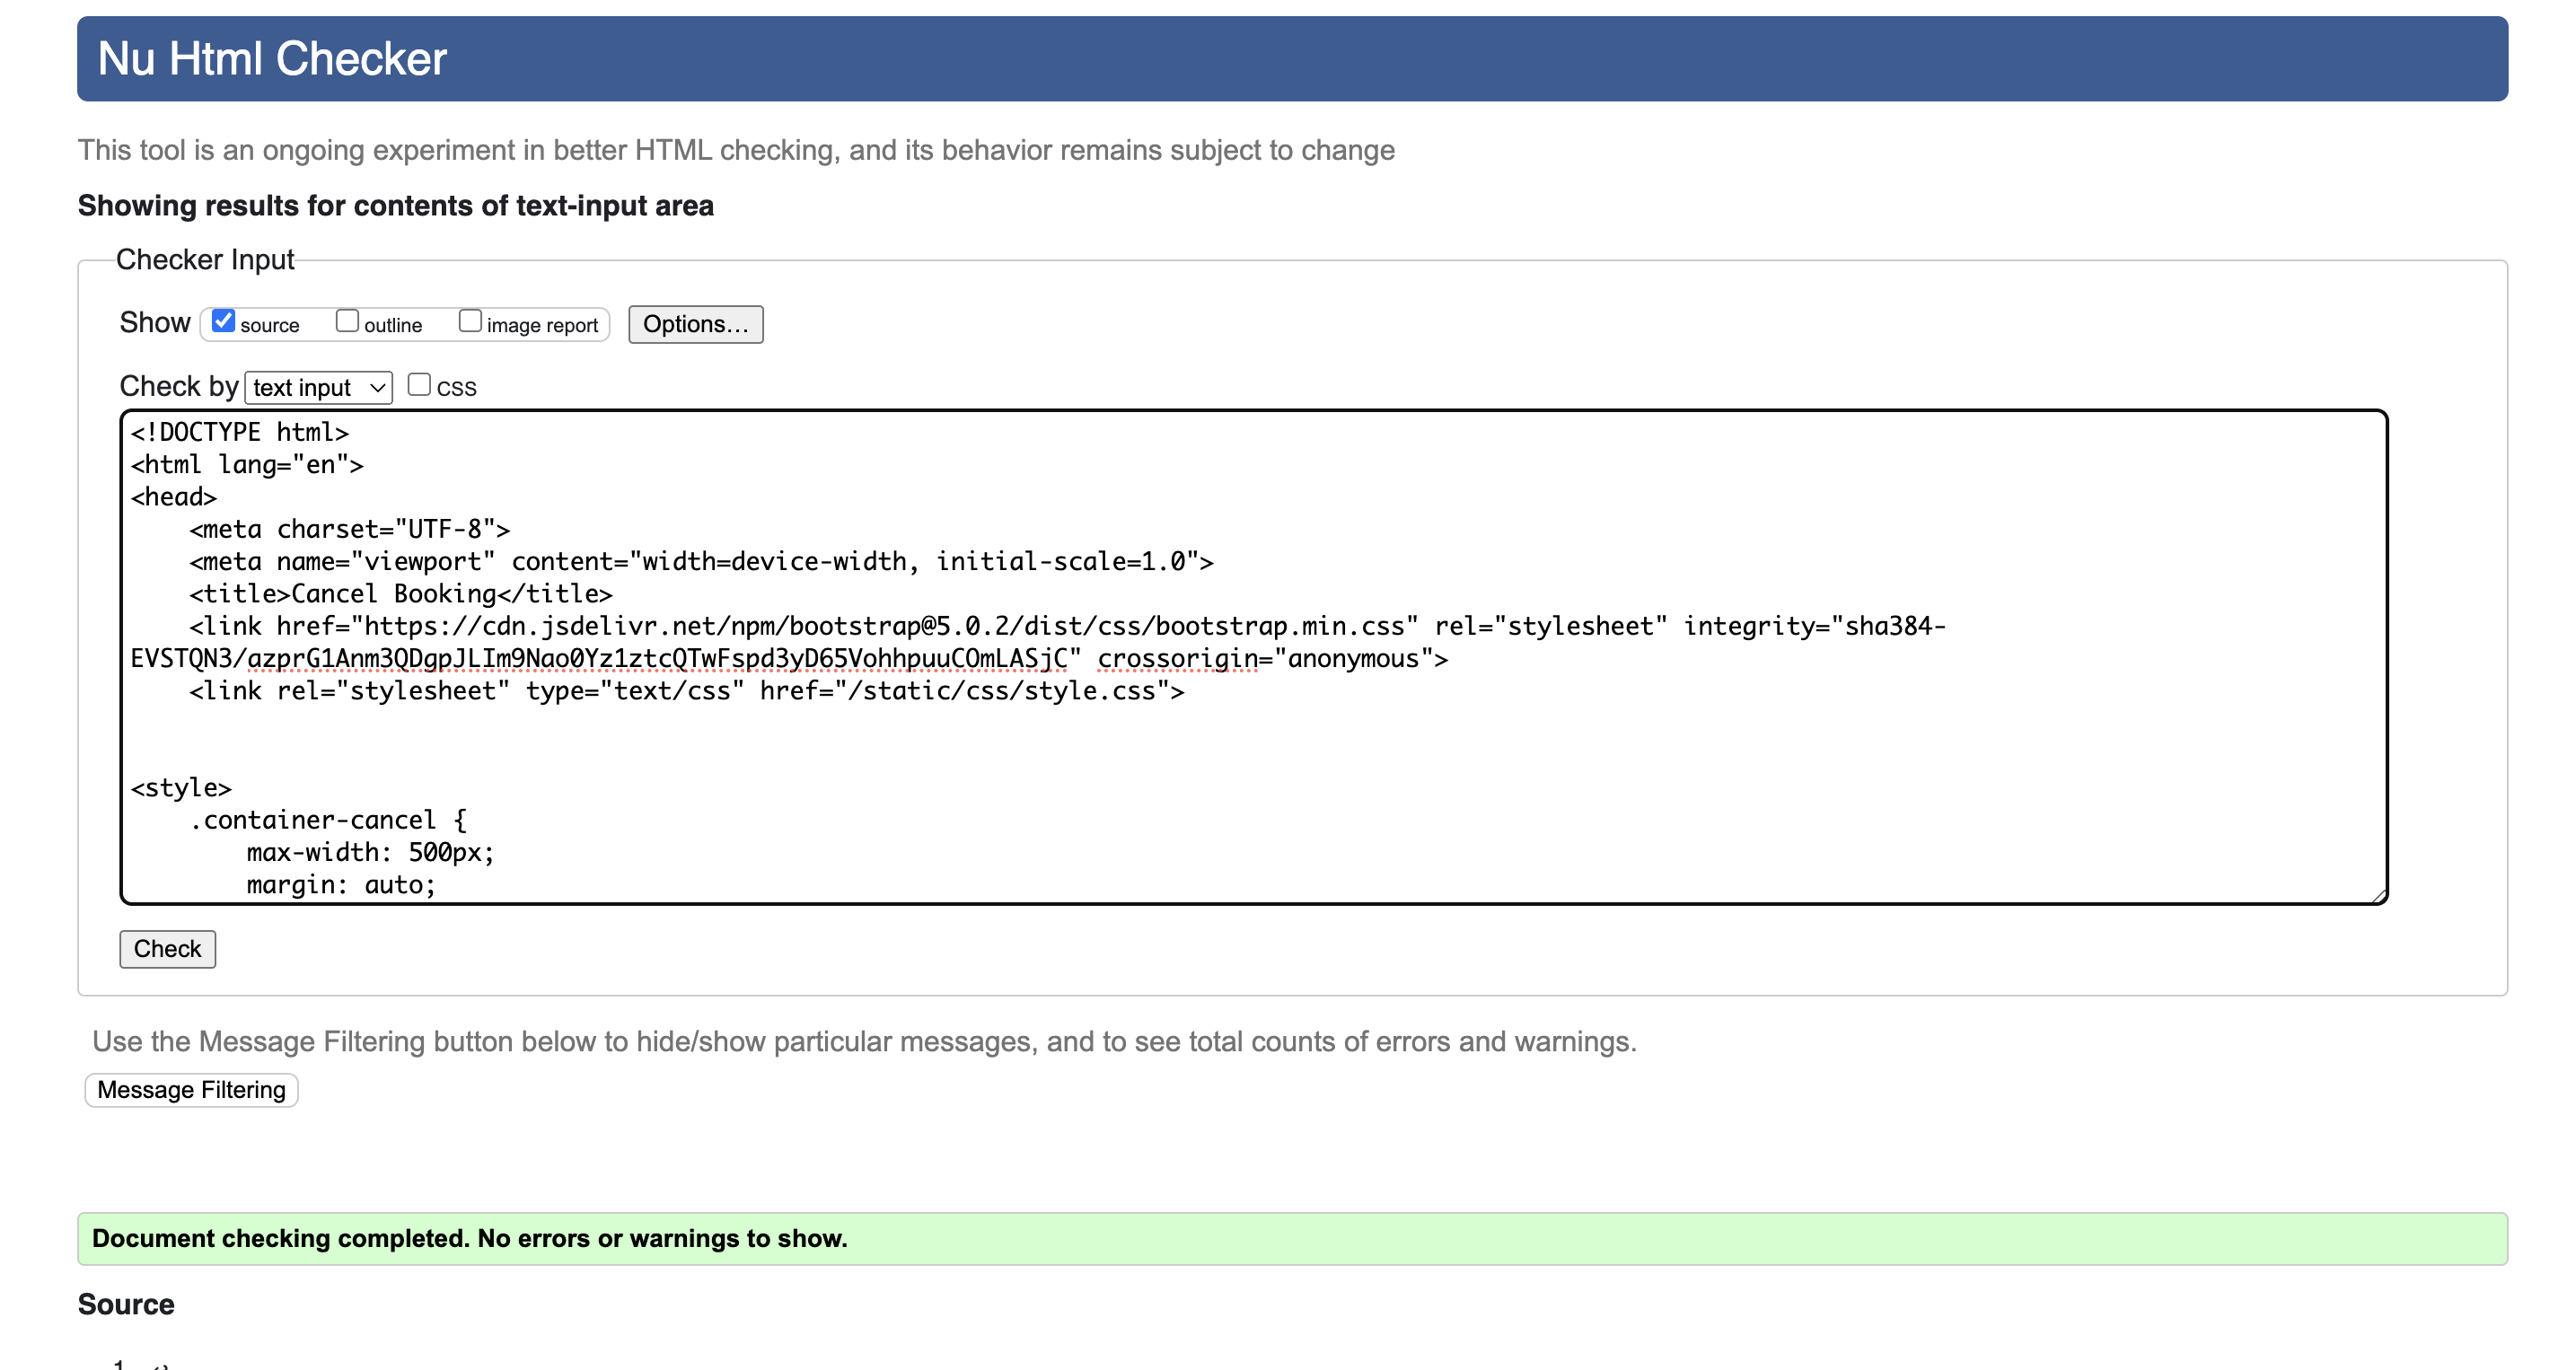 Nu Html Checker
This tool is an ongoing experiment in better HTML checking, and its behavior remains subject to change
Showing results for contents of text-input area
Checker Input
Show source outline image report Options...
Check by text input CSS
<!DOCTYPE html>
<html lang="en">
<head>
    <meta charset="UTF-8">
    <meta name="viewport" content="width=device-width, initial-scale=1.0">
    <title>Cancel Booking</title>
    <link href="https://cdn.jsdelivr.net/npm/bootstrap@5.0.2/dist/css/bootstrap.min.css" rel="stylesheet" integrity="sha384-
EVSTQN3/azprG1Anm3QDgpJLIm9Nao0Yz1ztcQTwFspd3yD65VohhpuuCOmLASjC" crossorigin="anonymous">
    <link rel="stylesheet" type="text/css" href="/static/css/style.css">
<style>
    .container-cancel {
        max-width: 500px;
        margin: auto;
Check
Use the Message Filtering button below to hide/show particular messages, and to see total counts of errors and warnings.
Message Filtering
Document checking completed. No errors or warnings to show.
Source